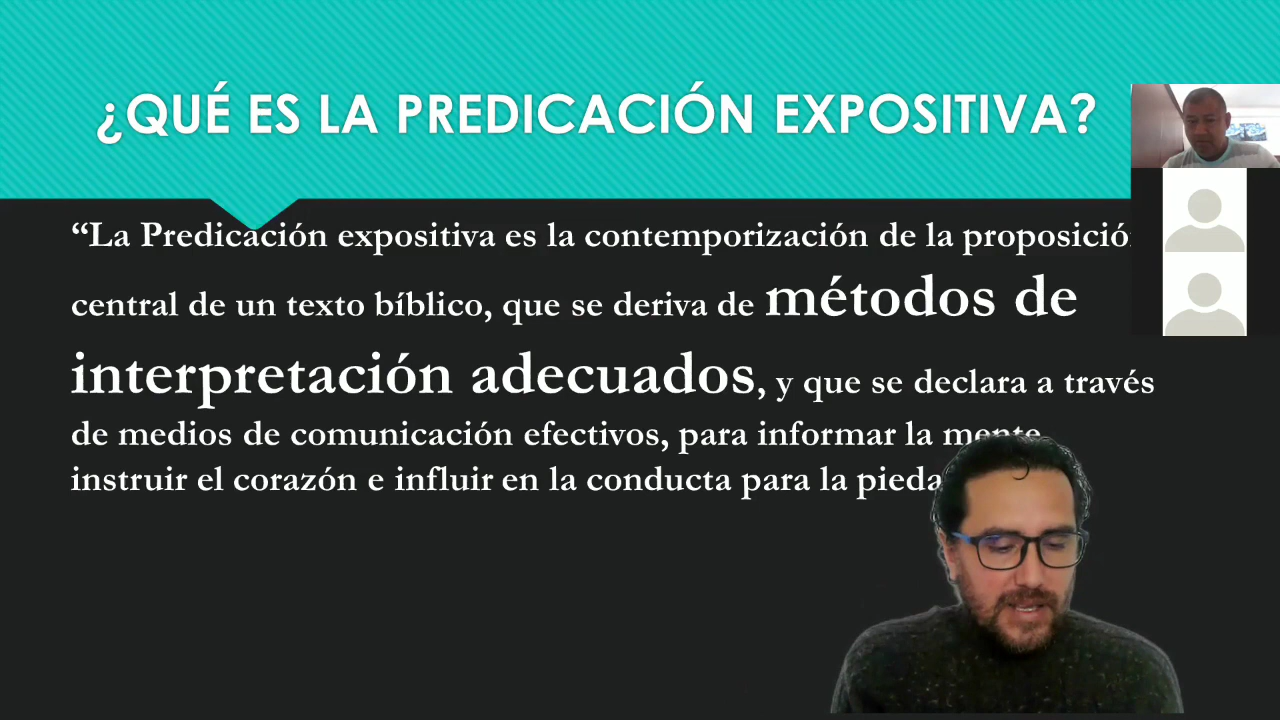 ¿QUÉ ES LA PREDICACIÓN EXPOSITIVA?
“La Predicación expositiva es la contemporización de la
central de un texto bíblico, que se deriva de métodos de
interpretación adecuados, y que se declara a través
de medios de comunicación efectivos, para informar la mente
instruir el corazón e influir en la conducta para la